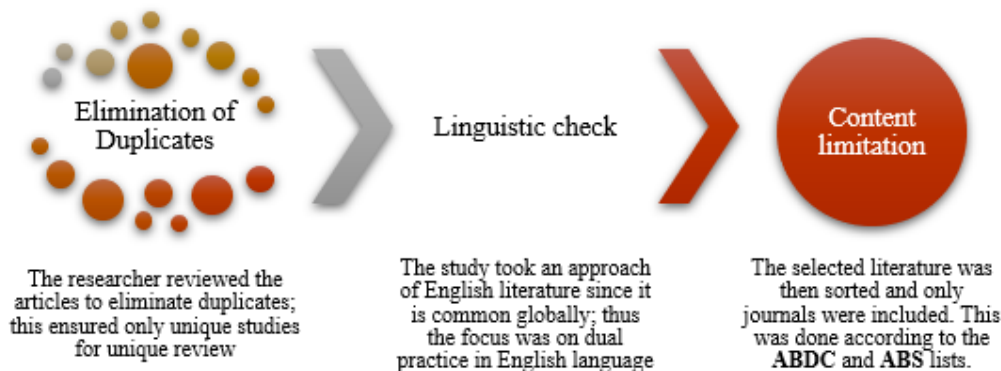 Elimination of
Duplicates
Linguistic check
Content
limitation
The researcher reviewed the
articles to eliminate duplicates;
this ensured only unique studies
for unique review
The study took an approach
of English literature since it
is common globally; thus
the focus was on dual
practice in English language
The selected literature was
then sorted and only
journals were included. This
was done according to the
ABDC and ABS lists.